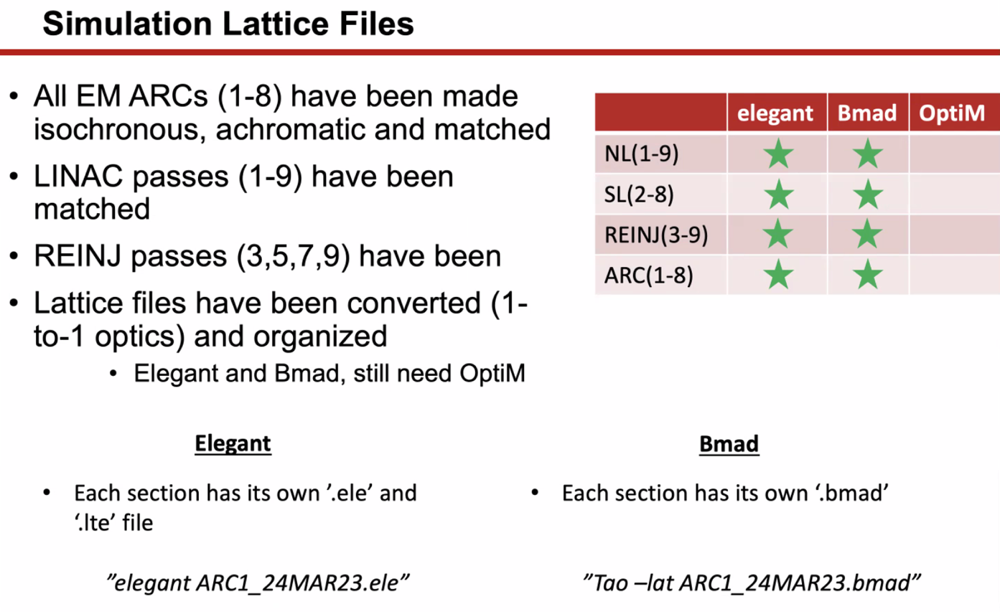 Simulation Lattice Files
• All EM ARCs (1-8) have been made
isochronous, achromatic and matched
• LINAC passes (1-9) have been
matched
• REINJ passes (3,5,7,9) have been
• Lattice files have been converted (1-
to-1 optics) and organized
• Elegant and Bmad, still need OptiM
elegant Bmad OptiM
NL(1-9)
SL(2-8)
REINJ(3-9)
ARC(1-8)
Elegant
• Each section has its own ’.ele’ and
‘.lte’ file
”elegant ARC1_24MAR23.ele”
Bmad
• Each section has its own ‘.bmad’
”Tao –lat ARC1_24MAR23.bmad”